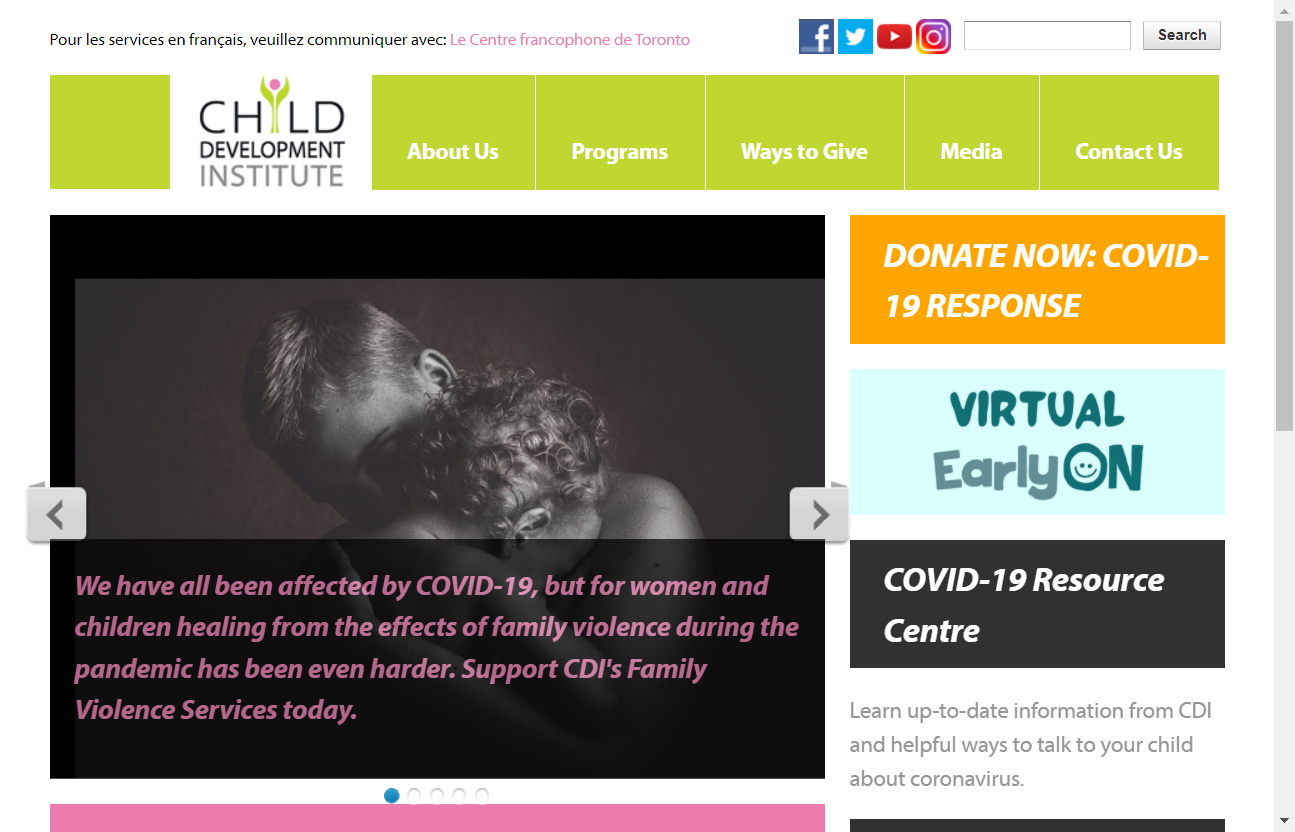 Pour les services en français, veuillez communiquer avec: Le Centre francophone de Toronto
Search
CHILD
DEVELOPMENT
INSTITUTE
About Us
Programs
Ways to Give
Media
Contact Us
We have all been affected by COVID-19, but for women and
children healing from the effects of family violence during the
pandemic has been even harder. Support CDI's Family
Violence Services today.
DONATE NOW: COVID-
19 RESPONSE
VIRTUAL
EarlyON
COVID-19 Resource
Centre
Learn up-to-date information from CDI
and helpful ways to talk to your child
about coronavirus.